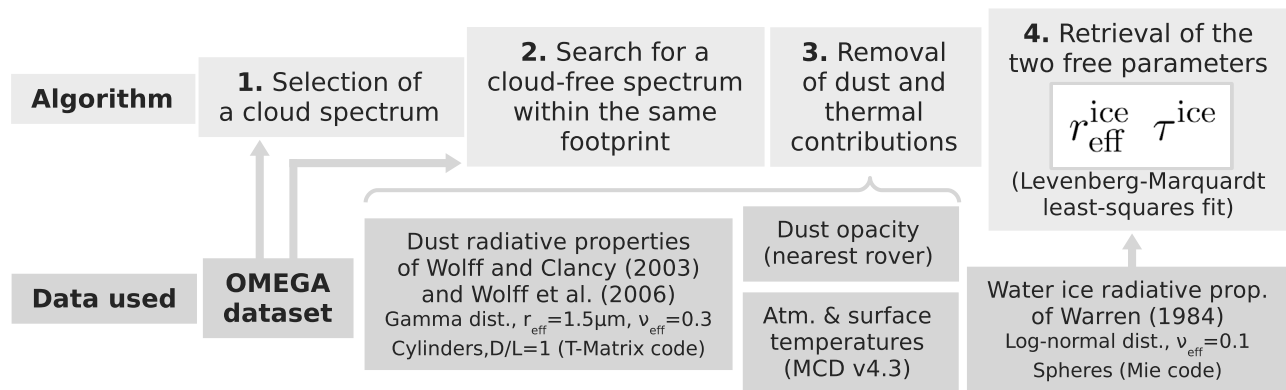 Algorithm
1. Selection of
a cloud spectrum
2. Search for a
cloud-free spectrum
within the same
footprint
3. Removal
of dust and
thermal
contributions
4. Retrieval of the
two free parameters
r_eff^ice τ^ice
(Levenberg-Marquardt
least-squares fit)
Data used
OMEGA
dataset
Dust radiative properties
of Wolff and Clancy (2003)
and Wolff et al. (2006)
Gamma dist., r_eff=1.5µm, ν_eff=0.3
Cylinders,D/L=1 (T-Matrix code)
Dust opacity
(nearest rover)
Atm. & surface
temperatures
(MCD v4.3)
Water ice radiative prop.
of Warren (1984)
Log-normal dist., ν_eff=0.1
Spheres (Mie code)